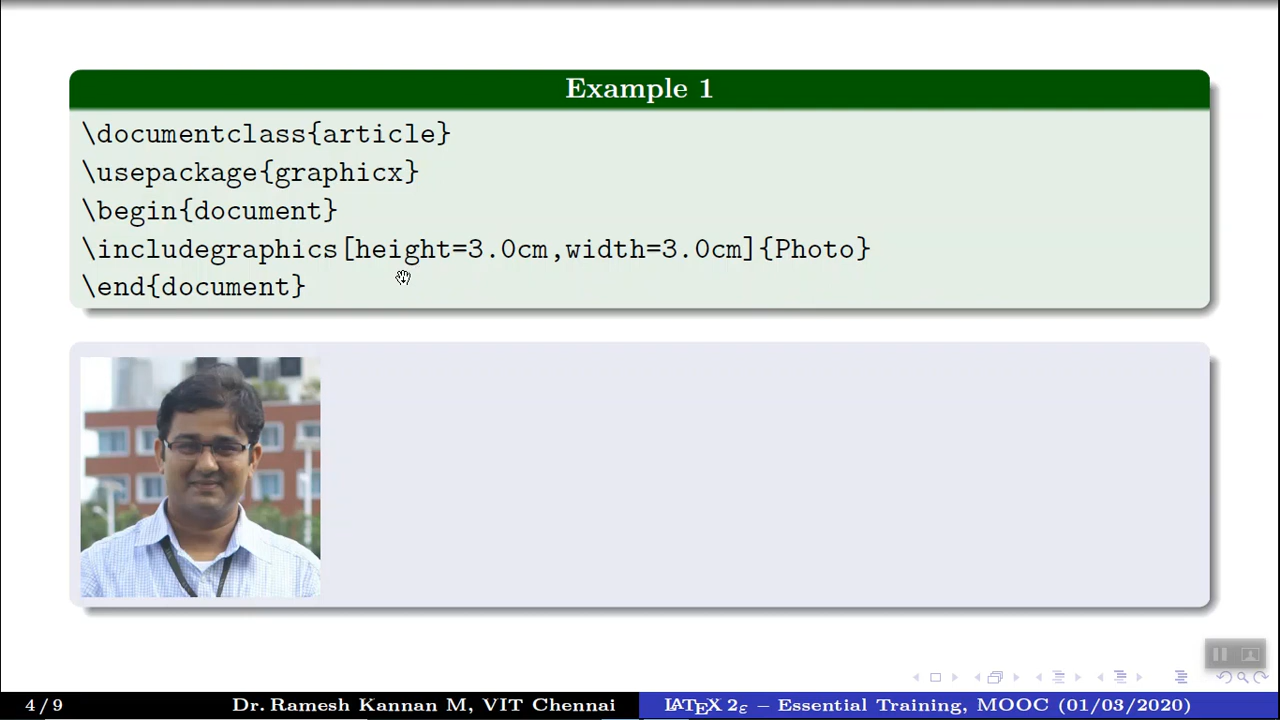 Example 1
\documentclass{article}
\usepackage{graphicx}
\begin{document}
\includegraphics[height=3.0cm,width=3.0cm]{Photo}
\end{document}
4/9 Dr. Ramesh Kannan M, VIT Chennai LATEX 2ε – Essential Training, MOOC (01/03/2020)